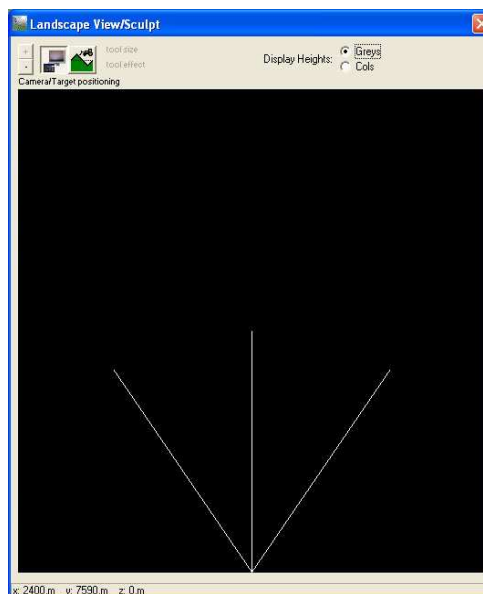 Landscape View/Sculpt
tool size
tool effect
Display Heights:
Greys
Cols
Camera/Target positioning
x: 2400.m y: 7590.m z: 0.m